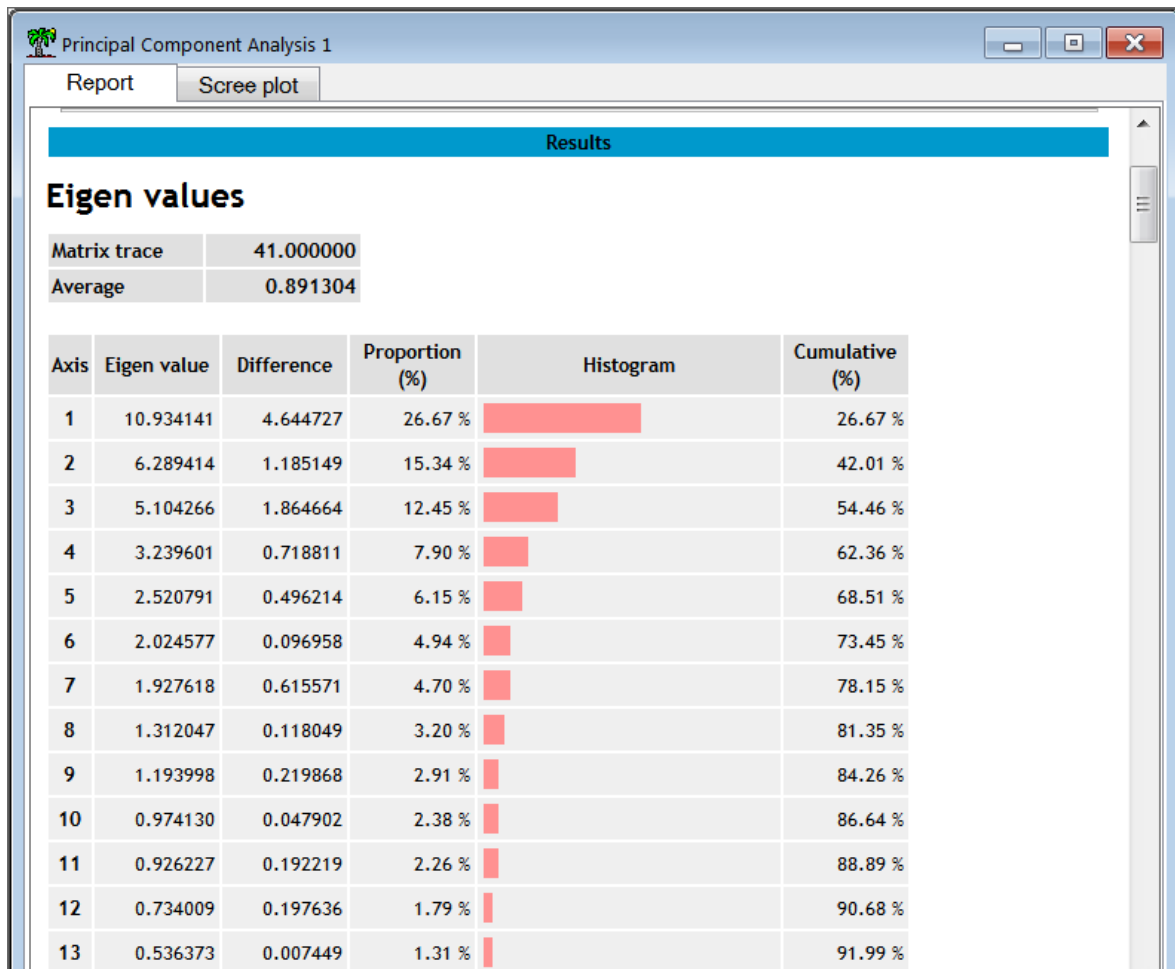 Principal Component Analysis 1
Report Scree plot
Results
Eigen values
Matrix trace 41.000000
Average 0.891304
Axis Eigen value Difference Proportion (%) Histogram Cumulative (%)
1 10.934141 4.644727 26.67 % 26.67 %
2 6.289414 1.185149 15.34 % 42.01 %
3 5.104266 1.864664 12.45 % 54.46 %
4 3.239601 0.718811 7.90 % 62.36 %
5 2.520791 0.496214 6.15 % 68.51 %
6 2.024577 0.096958 4.94 % 73.45 %
7 1.927618 0.615571 4.70 % 78.15 %
8 1.312047 0.118049 3.20 % 81.35 %
9 1.193998 0.219868 2.91 % 84.26 %
10 0.974130 0.047902 2.38 % 86.64 %
11 0.926227 0.192219 2.26 % 88.89 %
12 0.734009 0.197636 1.79 % 90.68 %
13 0.536373 0.007449 1.31 % 91.99 %